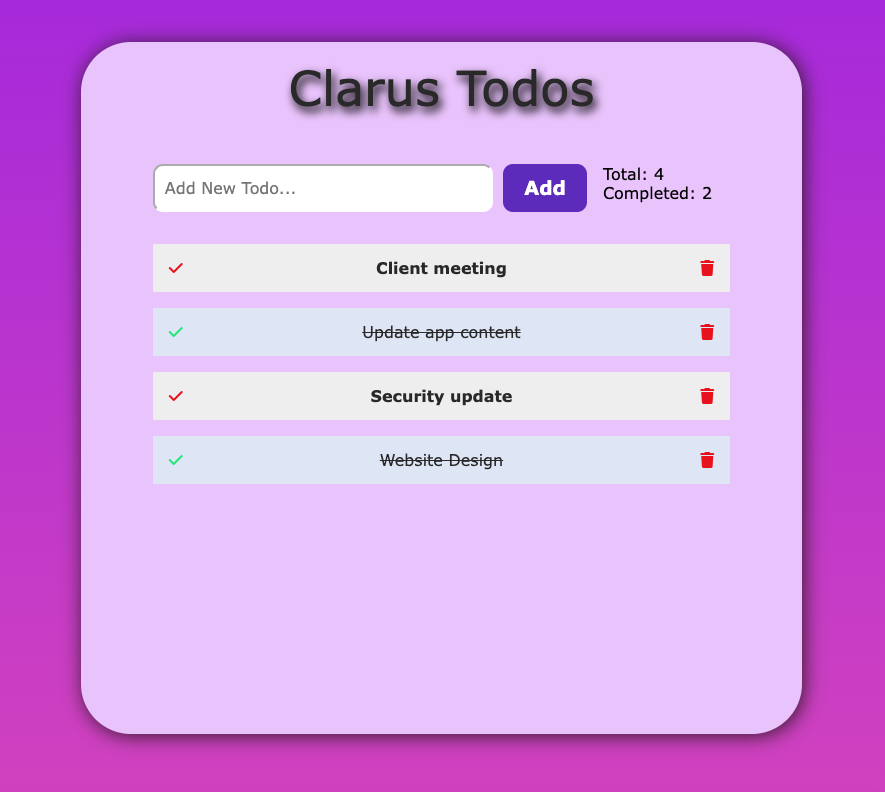 Clarus Todos
Add New Todo...
Add
Total: 4
Completed: 2
Client meeting
Update app content
Security update
Website Design